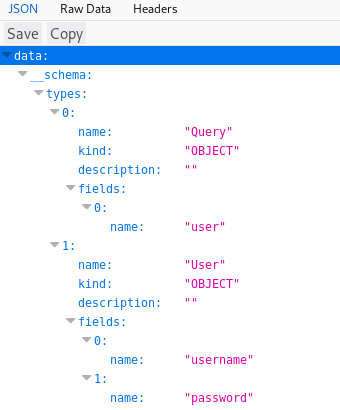 JSON Raw Data Headers
Save Copy
data:
__schema:
types:
0:
name: "Query"
kind: "OBJECT"
description: ""
fields:
0:
name: "user"
1:
name: "User"
kind: "OBJECT"
description: ""
fields:
0:
name: "username"
1:
name: "password"